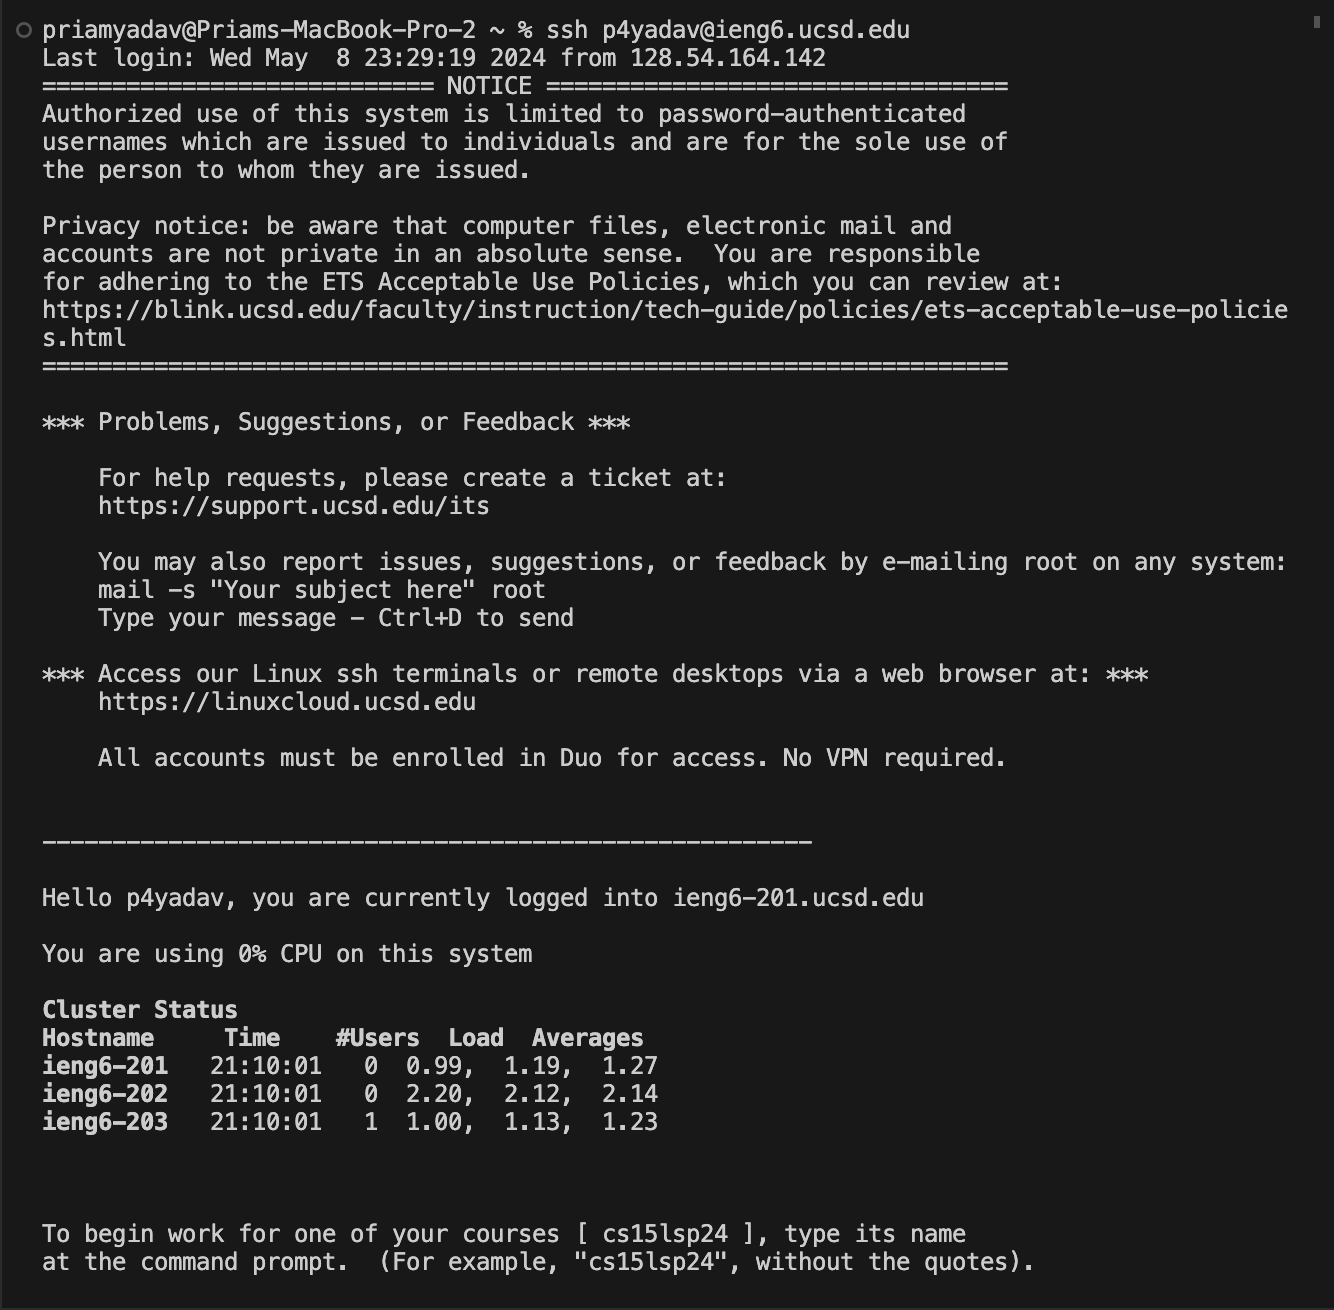 priamyadav@Priams-MacBook-Pro-2 ~ % ssh p4yadav@ieng6.ucsd.edu
Last login: Wed May  8 23:29:19 2024 from 128.54.164.142
============================ NOTICE =================================
Authorized use of this system is limited to password-authenticated
usernames which are issued to individuals and are for the sole use of
the person to whom they are issued.

Privacy notice: be aware that computer files, electronic mail and
accounts are not private in an absolute sense.  You are responsible
for adhering to the ETS Acceptable Use Policies, which you can review at:
https://blink.ucsd.edu/faculty/instruction/tech-guide/policies/ets-acceptable-use-policie
s.html
=====================================================================

*** Problems, Suggestions, or Feedback ***

    For help requests, please create a ticket at:
    https://support.ucsd.edu/its

    You may also report issues, suggestions, or feedback by e-mailing root on any system:
    mail -s "Your subject here" root
    Type your message - Ctrl+D to send

*** Access our Linux ssh terminals or remote desktops via a web browser at: ***
    https://linuxcloud.ucsd.edu

    All accounts must be enrolled in Duo for access. No VPN required.


-------------------------------------------------------

Hello p4yadav, you are currently logged into ieng6-201.ucsd.edu

You are using 0% CPU on this system

Cluster Status
Hostname     Time    #Users  Load  Averages
ieng6-201   21:10:01   0  0.99,  1.19,  1.27
ieng6-202   21:10:01   0  2.20,  2.12,  2.14
ieng6-203   21:10:01   1  1.00,  1.13,  1.23



To begin work for one of your courses [ cs15lsp24 ], type its name
at the command prompt.  (For example, "cs15lsp24", without the quotes).